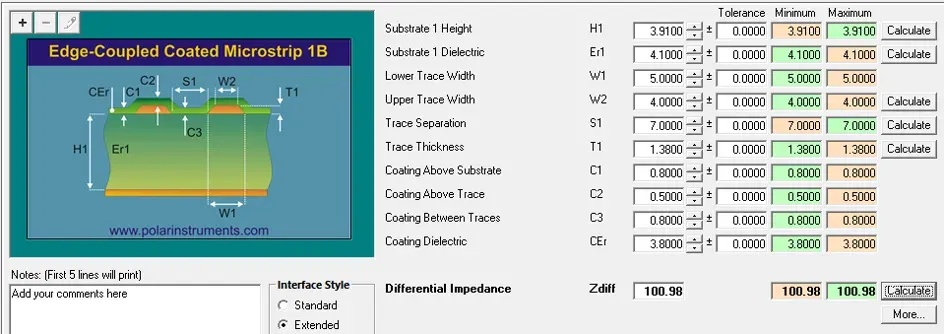 Tolerance Minimum Maximum
+ −
Edge-Coupled Coated Microstrip 1B
CEr C1 C2 S1 W2 T1
C3
H1 Er1
W1
www.polarinstruments.com
Substrate 1 Height H1 3.9100 ± 0.0000 3.9100 3.9100 Calculate
Substrate 1 Dielectric Er1 4.1000 ± 0.0000 4.1000 4.1000 Calculate
Lower Trace Width W1 5.0000 ± 0.0000 5.0000 5.0000
Upper Trace Width W2 4.0000 ± 0.0000 4.0000 4.0000 Calculate
Trace Separation S1 7.0000 ± 0.0000 7.0000 7.0000 Calculate
Trace Thickness T1 1.3800 ± 0.0000 1.3800 1.3800 Calculate
Coating Above Substrate C1 0.8000 ± 0.0000 0.8000 0.8000
Coating Above Trace C2 0.5000 ± 0.0000 0.5000 0.5000
Coating Between Traces C3 0.8000 ± 0.0000 0.8000 0.8000
Coating Dielectric CEr 3.8000 ± 0.0000 3.8000 3.8000
Notes: (First 5 lines will print)
Add your comments here
Interface Style
Standard
Extended
Differential Impedance Zdiff 100.98 100.98 100.98 Calculate
More...